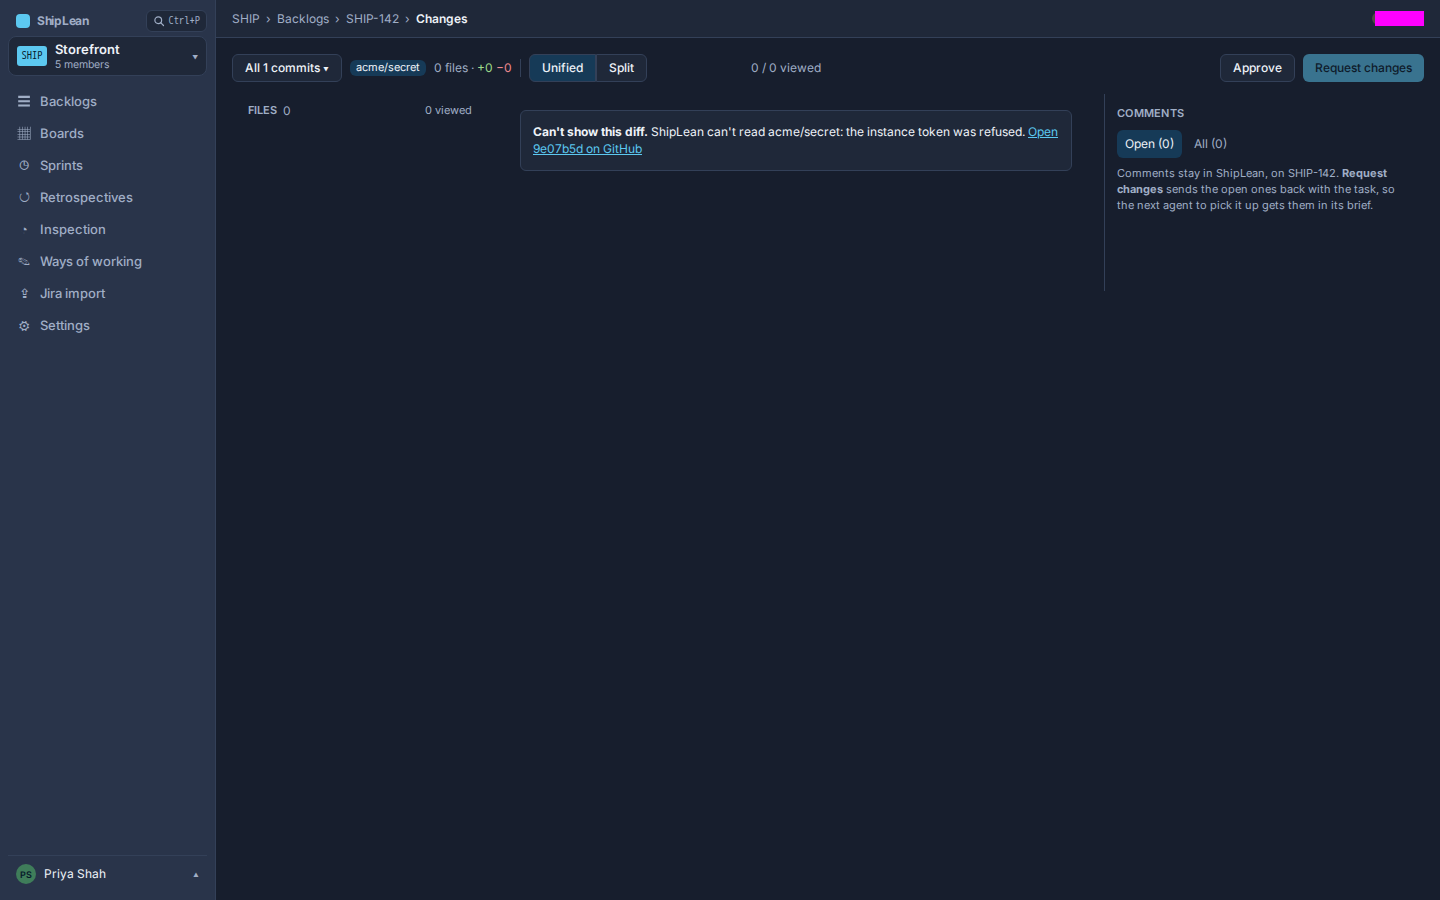 ShipLean
Ctrl+P
SHIP
Storefront
5 members
Backlogs
Boards
Sprints
Retrospectives
Inspection
Ways of working
Jira import
Settings
PS
Priya Shah
SHIP › Backlogs › SHIP-142 › Changes
All 1 commits
acme/secret
0 files · +0 −0
Unified
Split
0 / 0 viewed
Approve
Request changes
FILES 0
0 viewed
Can't show this diff. ShipLean can't read acme/secret: the instance token was refused. Open
9e07b5d on GitHub
COMMENTS
Open (0)
All (0)
Comments stay in ShipLean, on SHIP-142. Request
changes sends the open ones back with the task, so
the next agent to pick it up gets them in its brief.